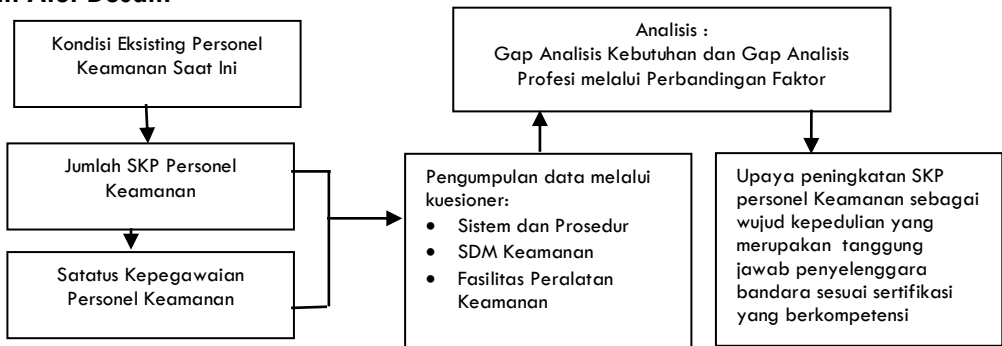 Kondisi Eksisting Personel
Keamanan Saat Ini
Jumlah SKP Personel
Keamanan
Satatus Kepegawaian
Personel Keamanan
Pengumpulan data melalui
kuesioner:
• Sistem dan Prosedur
• SDM Keamanan
• Fasilitas Peralatan
Keamanan
Analisis :
Gap Analisis Kebutuhan dan Gap Analisis
Profesi melalui Perbandingan Faktor
Upaya peningkatan SKP
personel Keamanan sebagai
wujud kepedulian yang
merupakan tanggung
jawab penyelenggara
bandara sesuai sertifikasi
yang berkompetensi